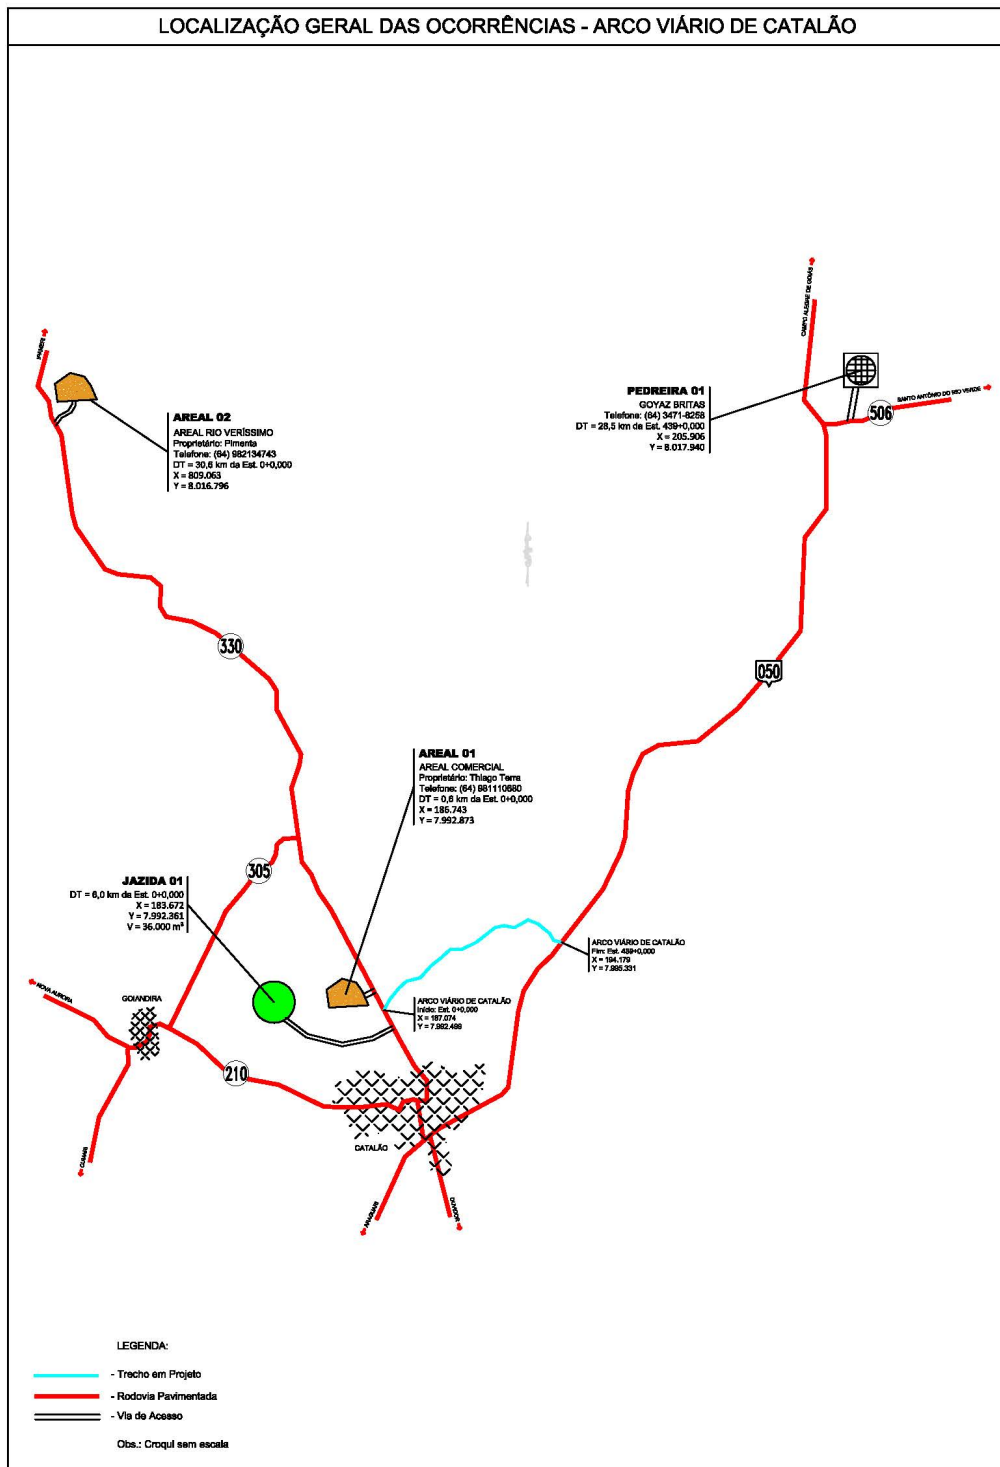 LOCALIZAÇÃO GERAL DAS OCORRÊNCIAS - ARCO VIÁRIO DE CATALÃO
CAMPO ALEGRE DE GOIÁS
IPAMERI
PEDREIRA 01
GOYAZ BRITAS
Telefone: (64) 3471-8258
DT = 28,5 km da Est. 439+0,000
X = 205.906
Y = 8.017.940
SANTO ANTÔNIO DO RIO VERDE
506
AREAL 02
AREAL RIO VERÍSSIMO
Proprietário: Pimenta
Telefone: (64) 982134743
DT = 30,6 km da Est. 0+0,000
X = 809.063
Y = 8.016.796
330
050
AREAL 01
AREAL COMERCIAL
Proprietário: Thiago Terra
Telefone: (64) 981110680
DT = 0,6 km da Est. 0+0,000
X = 186.743
Y = 7.992.873
305
JAZIDA 01
DT = 6,0 km da Est. 0+0,000
X = 183.672
Y = 7.992.361
V = 36.000 m³
ARCO VIÁRIO DE CATALÃO
Fim: Est. 439+0,000
X = 194.179
Y = 7.995.331
NOVA AURORA
GOIANDIRA
ARCO VIÁRIO DE CATALÃO
Início: Est. 0+0,000
X = 187.074
Y = 7.992.498
210
CATALÃO
CUMARI
ARAGUARI
OUVIDOR
LEGENDA:
- Trecho em Projeto
- Rodovia Pavimentada
- Via de Acesso
Obs.: Croqui sem escala